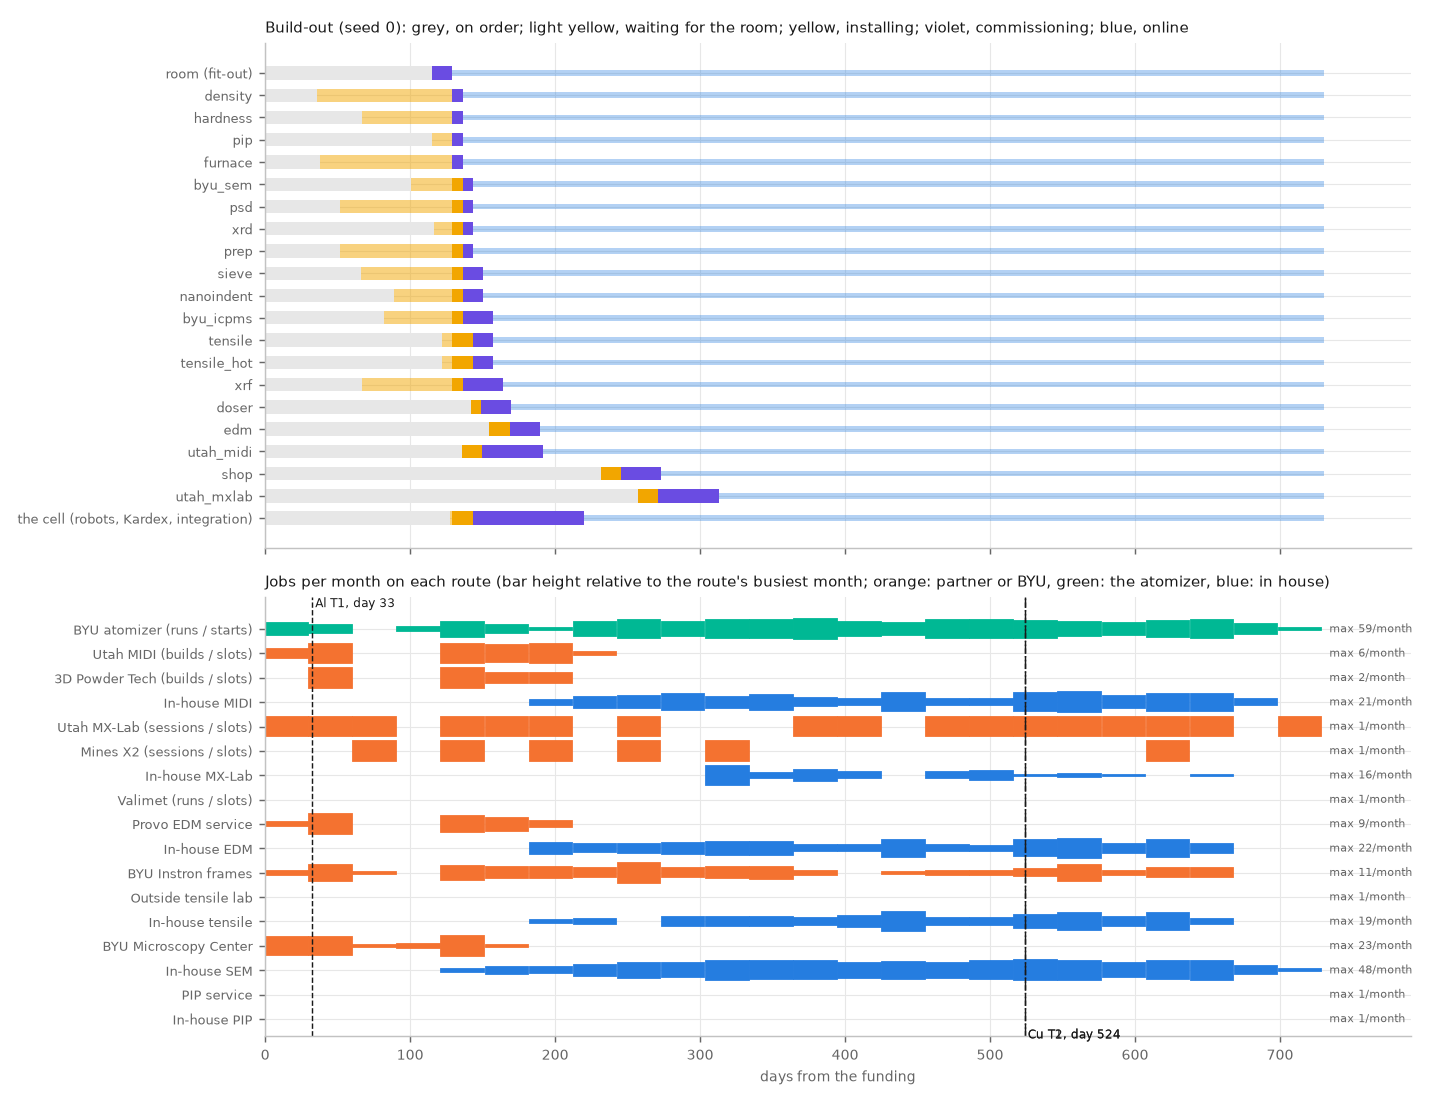 Build-out (seed 0): grey, on order; light yellow, waiting for the room; yellow, installing; violet, commissioning; blue, online
room (fit-out)
density
hardness
pip
furnace
byu_sem
psd
xrd
prep
sieve
nanoindent
byu_icpms
tensile
tensile_hot
xrf
doser
edm
utah_midi
shop
utah_mxlab
the cell (robots, Kardex, integration)
Jobs per month on each route (bar height relative to the route's busiest month; orange: partner or BYU, green: the atomizer, blue: in house)
Al T1, day 33
BYU atomizer (runs / starts) max 59/month
Utah MIDI (builds / slots) max 6/month
3D Powder Tech (builds / slots) max 2/month
In-house MIDI max 21/month
Utah MX-Lab (sessions / slots) max 1/month
Mines X2 (sessions / slots) max 1/month
In-house MX-Lab max 16/month
Valimet (runs / slots) max 1/month
Provo EDM service max 9/month
In-house EDM max 22/month
BYU Instron frames max 11/month
Outside tensile lab max 1/month
In-house tensile max 19/month
BYU Microscopy Center max 23/month
In-house SEM max 48/month
PIP service max 1/month
In-house PIP max 1/month
Cu , day 524
0 100 200 300 400 500 600 700
days from the funding